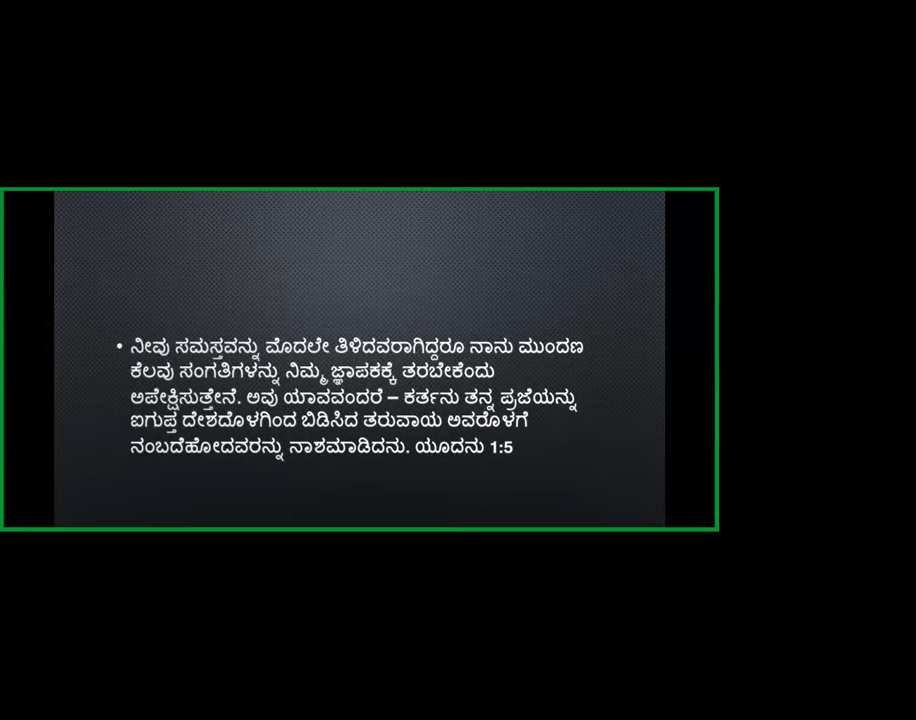 • ನೀವು ಸಮಸ್ತವನ್ನು ಮೊದಲೇ ತಿಳಿದವರಾಗಿದ್ದರೂ ನಾನು ಮುಂದಣ
ಕೆಲವು ಸಂಗತಿಗಳನ್ನು ನಿಮ್ಮ ಜ್ಞಾಪಕಕ್ಕೆ ತರಬೇಕೆಂದು
ಅಪೇಕ್ಷಿಸುತ್ತೇನೆ. ಅವು ಯಾವವಂದರೆ – ಕರ್ತನು ತನ್ನ ಪ್ರಜೆಯನ್ನು
ಐಗುಪ್ತ ದೇಶದೊಳಗಿಂದ ಬಿಡಿಸಿದ ತರುವಾಯ ಅವರೊಳಗೆ
ನಂಬದೆಹೋದವರನ್ನು ನಾಶಮಾಡಿದನು. ಯೂದನು 1:5